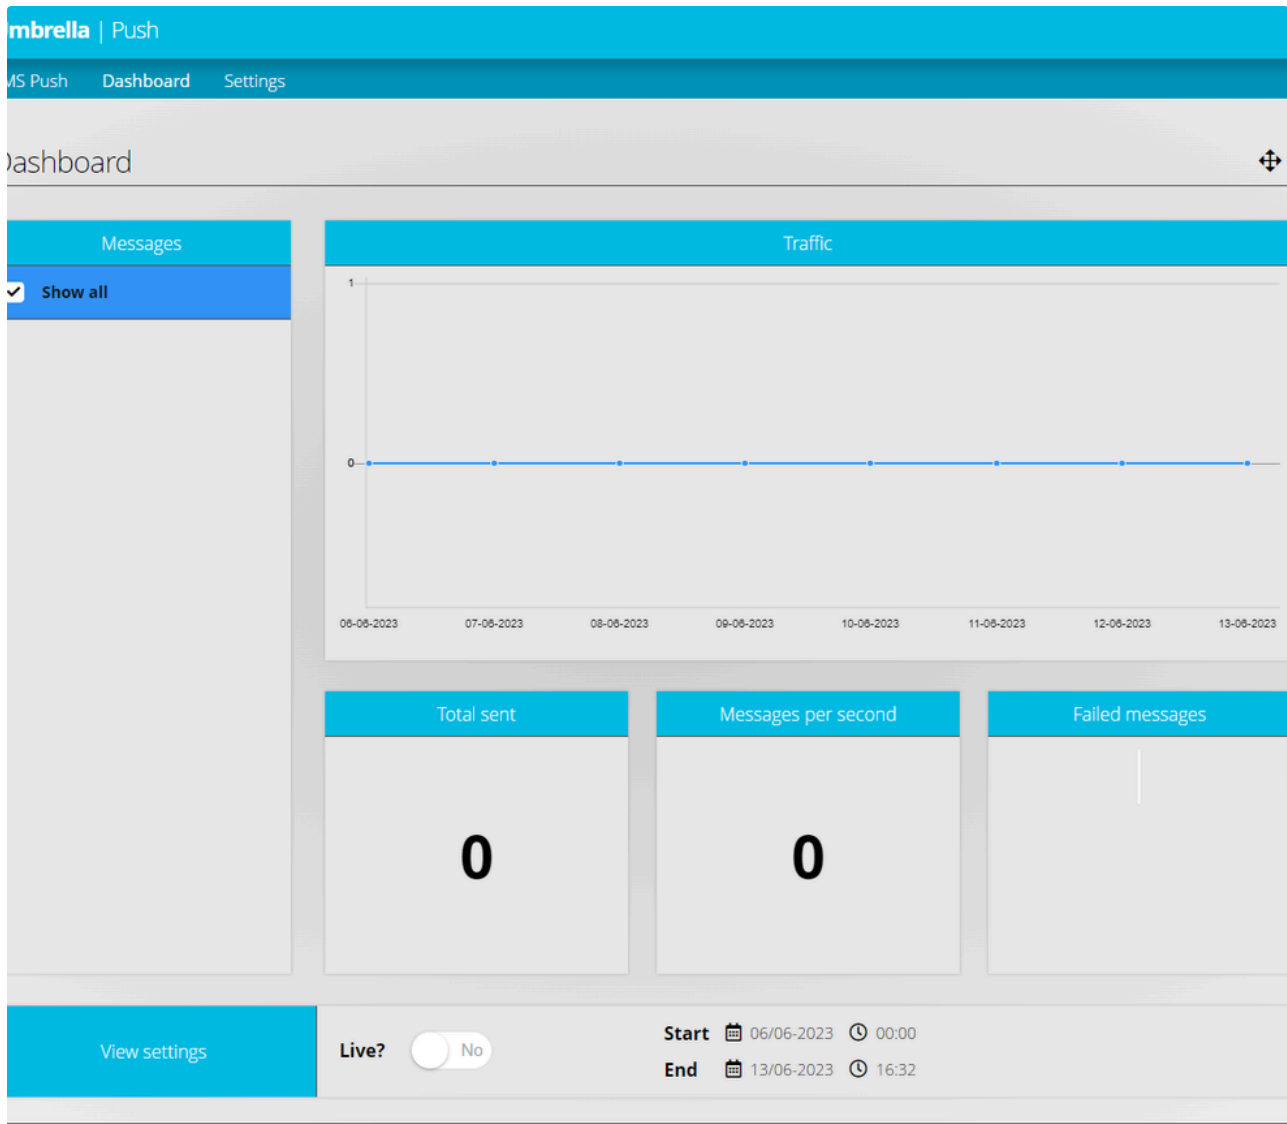 mbrella | Push
MS Push Dashboard Settings
Dashboard
Messages
Show all
Traffic
1
0
06-06-2023 07-06-2023 08-06-2023 09-06-2023 10-06-2023 11-06-2023 12-06-2023 13-06-2023
Total sent
0
Messages per second
0
Failed messages
View settings
Live? No
Start 06/06-2023 00:00
End 13/06-2023 16:32